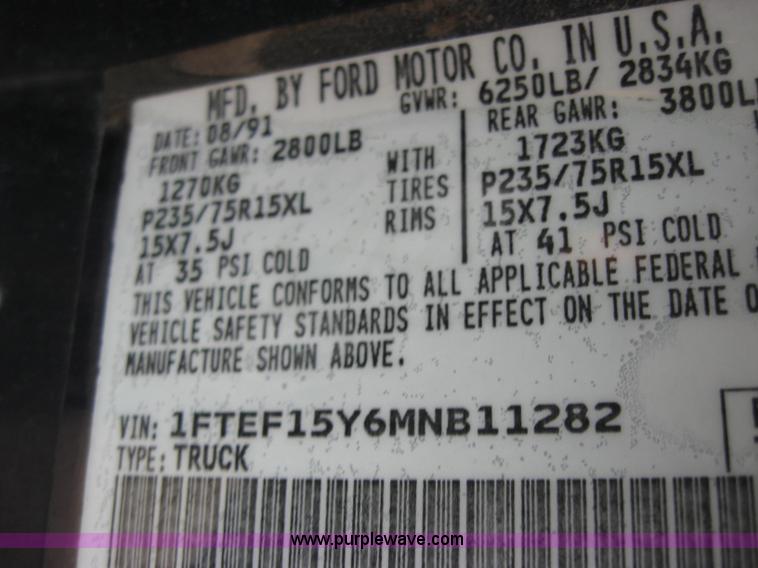 MFD. BY FORD MOTOR CO. IN U.S.A.
DATE: 08/91 GVWR: 6250LB/ 2834KG
FRONT GAWR: 2800LB REAR GAWR: 3800L
1270KG WITH 1723KG
P235/75R15XL TIRES P235/75R15XL
15X7.5J RIMS 15X7.5J
AT 35 PSI COLD AT 41 PSI COLD
THIS VEHICLE CONFORMS TO ALL APPLICABLE FEDERAL
VEHICLE SAFETY STANDARDS IN EFFECT ON THE DATE O
MANUFACTURE SHOWN ABOVE.
VIN: 1FTEF15Y6MNB11282
TYPE: TRUCK
www.purplewave.com